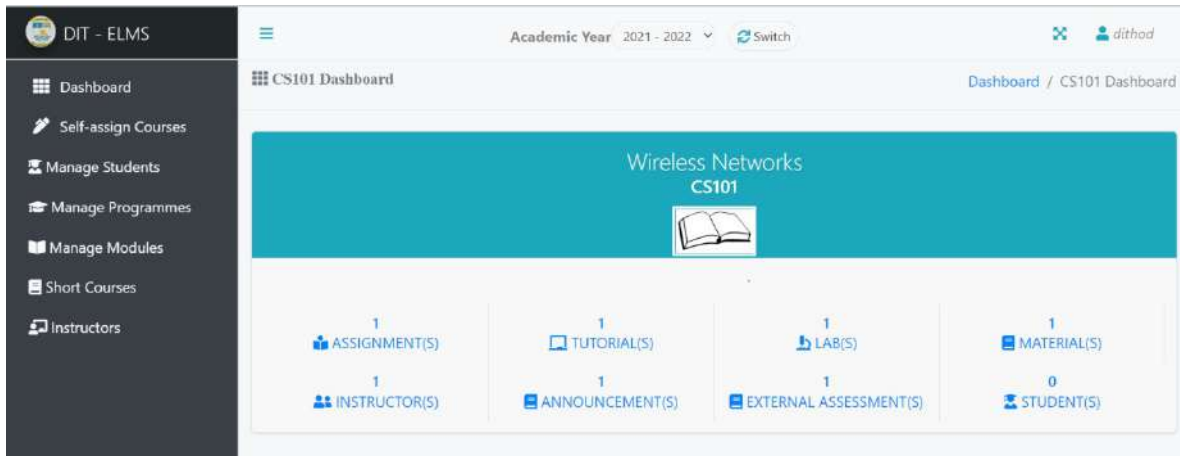 DIT - ELMS
Academic Year 2021 - 2022 Switch
dithod
Dashboard
Self-assign Courses
Manage Students
Manage Programmes
Manage Modules
Short Courses
Instructors
CS101 Dashboard
Dashboard / CS101 Dashboard
Wireless Networks
CS101
1
ASSIGNMENT(S)
1
TUTORIAL(S)
1
LAB(S)
1
MATERIAL(S)
1
INSTRUCTOR(S)
1
ANNOUNCEMENT(S)
1
EXTERNAL ASSESSMENT(S)
0
STUDENT(S)